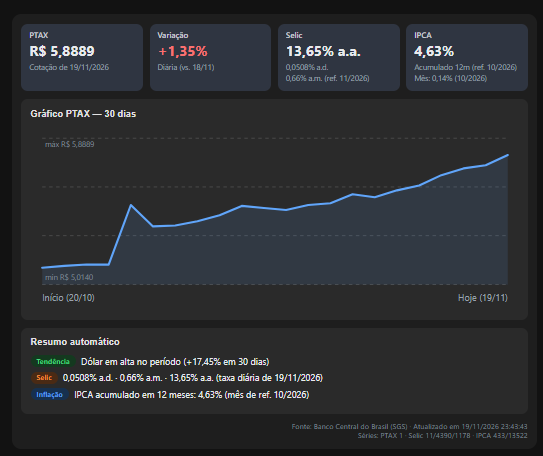 PTAX
R$ 5,8889
Cotação de 19/11/2026
Variação
+1,35%
Diária (vs. 18/11)
Selic
13,65% a.a.
0,0508% a.d.
0,66% a.m. (ref. 11/2026)
IPCA
4,63%
Acumulado 12m (ref. 10/2026)
Mês: 0,14% (10/2026)
Gráfico PTAX — 30 dias
máx R$ 5,8889
mín R$ 5,0140
Início (20/10)
Hoje (19/11)
Resumo automático
Tendência Dólar em alta no período (+17,45% em 30 dias)
Selic 0,0508% a.d. · 0,66% a.m. · 13,65% a.a. (taxa diária de 19/11/2026)
Inflação IPCA acumulado em 12 meses: 4,63% (mês de ref. 10/2026)
Fonte: Banco Central do Brasil (SGS) · Atualizado em 19/11/2026 23:43:43
Séries: PTAX 1 · Selic 11/4390/1178 · IPCA 433/13522